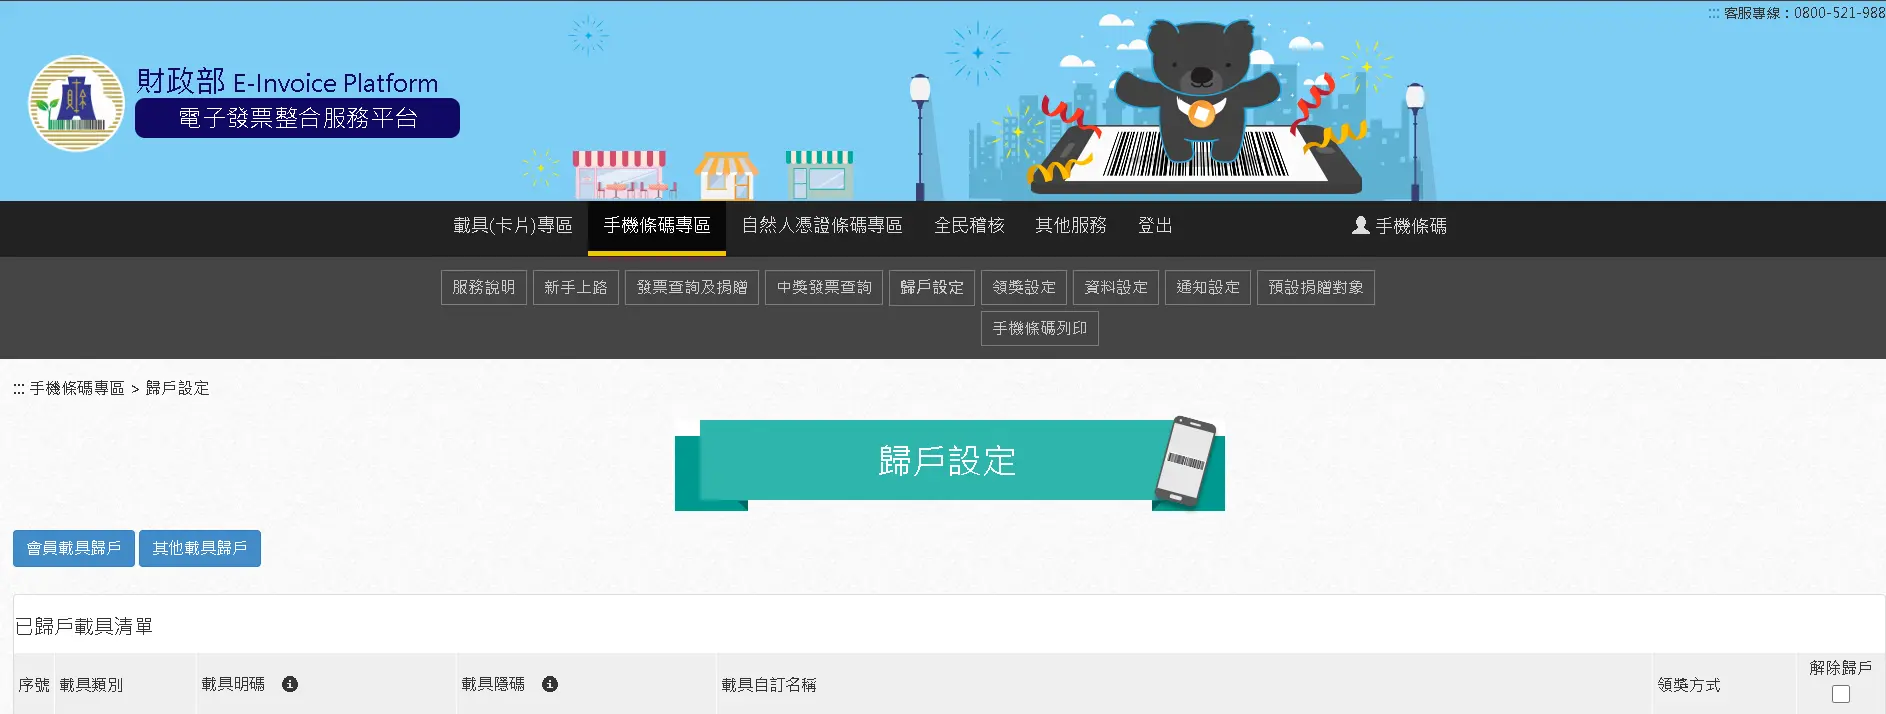 ::: 客服專線：0800-521-988
財政部 E-Invoice Platform
電子發票整合服務平台
載具(卡片)專區 手機條碼專區 自然人憑證條碼專區 全民稽核 其他服務 登出 手機條碼
服務說明 新手上路 發票查詢及捐贈 中獎發票查詢 歸戶設定 領獎設定 資料設定 通知設定 預設捐贈對象
手機條碼列印
::: 手機條碼專區 > 歸戶設定
歸戶設定
會員載具歸戶 其他載具歸戶
已歸戶載具清單
序號 載具類別 載具明碼 載具隱碼 載具自訂名稱 領獎方式 解除歸戶